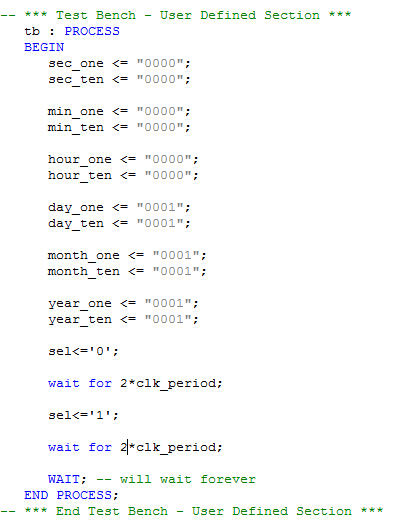 -- *** Test Bench - User Defined Section ***
tb : PROCESS
BEGIN
sec_one <= "0000";
sec_ten <= "0000";
min_one <= "0000";
min_ten <= "0000";
hour_one <= "0000";
hour_ten <= "0000";
day_one <= "0001";
day_ten <= "0001";
month_one <= "0001";
month_ten <= "0001";
year_one <= "0001";
year_ten <= "0001";
sel<='0';
wait for 2*clk_period;
sel<='1';
wait for 2*clk_period;
WAIT; -- will wait forever
END PROCESS;
-- *** End Test Bench - User Defined Section ***